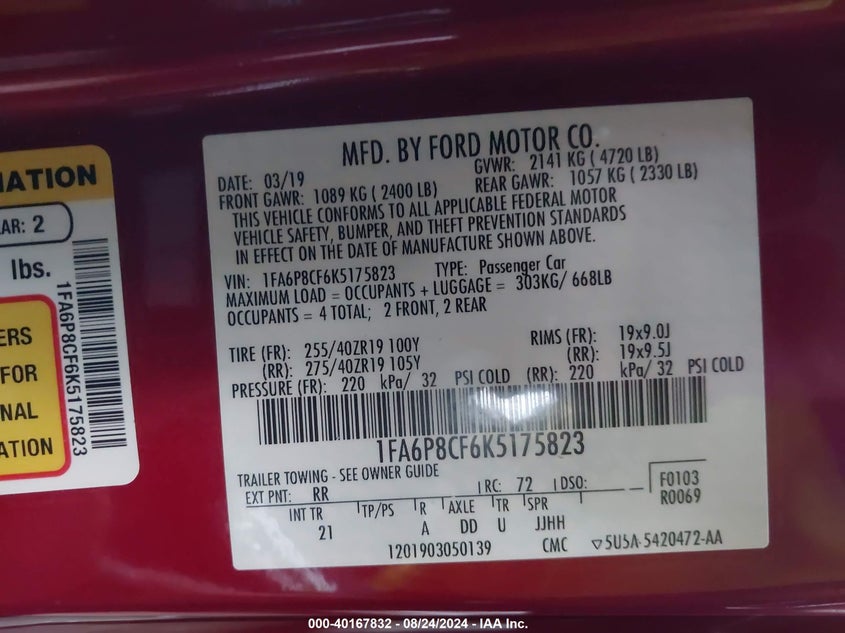 MATION
AR: 2
lbs.
1FA6P8CF6K5175823
ERS
FOR
NAL
ATION
MFD. BY FORD MOTOR CO.
DATE: 03/19 GVWR: 2141 KG ( 4720 LB)
FRONT GAWR: 1089 KG ( 2400 LB) REAR GAWR: 1057 KG ( 2330 LB)
THIS VEHICLE CONFORMS TO ALL APPLICABLE FEDERAL MOTOR
VEHICLE SAFETY, BUMPER, AND THEFT PREVENTION STANDARDS
IN EFFECT ON THE DATE OF MANUFACTURE SHOWN ABOVE.
VIN: 1FA6P8CF6K5175823 TYPE: Passenger Car
MAXIMUM LOAD = OCCUPANTS + LUGGAGE = 303KG/ 668LB
OCCUPANTS = 4 TOTAL; 2 FRONT, 2 REAR
TIRE (FR): 255/40ZR19 100Y RIMS (FR): 19x9.0J
(RR): 275/40ZR19 105Y (RR): 19x9.5J
PRESSURE (FR): 220 kPa/ 32 PSI COLD (RR): 220 kPa/ 32 PSI COLD
1FA6P8CF6K5175823
TRAILER TOWING - SEE OWNER GUIDE
EXT PNT: RR RC: 72 DSO: F0103
R0069
INT TR TP/PS R AXLE TR SPR
21 A DD U JJHH
1201903050139 CMC ▽5U5A-5420472-AA
000-40167832 - 08/24/2024 - IAA Inc.